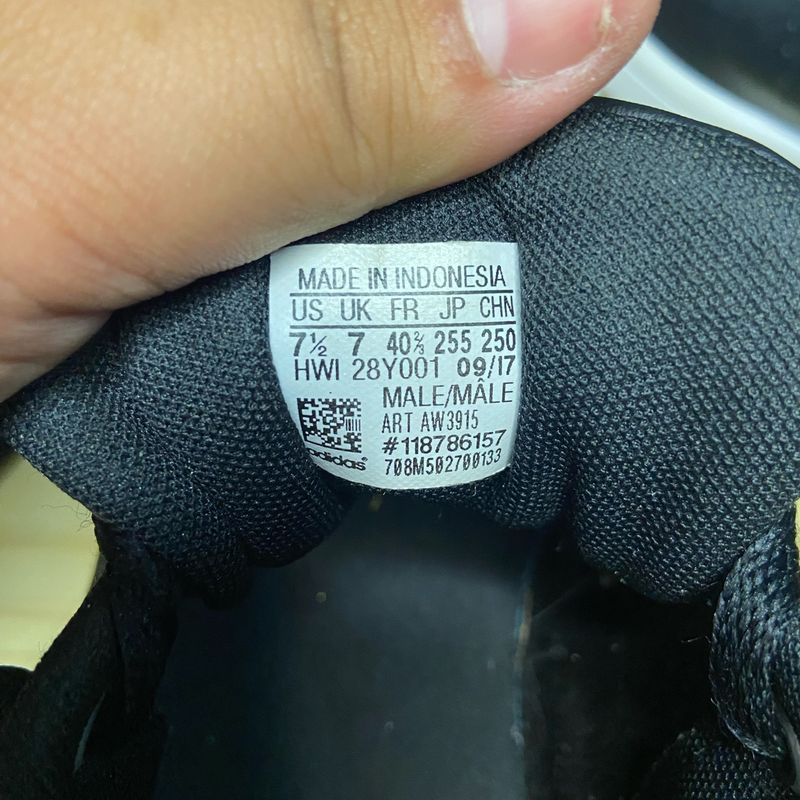 MADE IN INDONESIA
US UK FR JP CHN
7½ 7 40⅔ 255 250
HWI 28Y001 09/17
MALE/MÂLE
ART AW3915
#118786157
adidas® 708M502700133